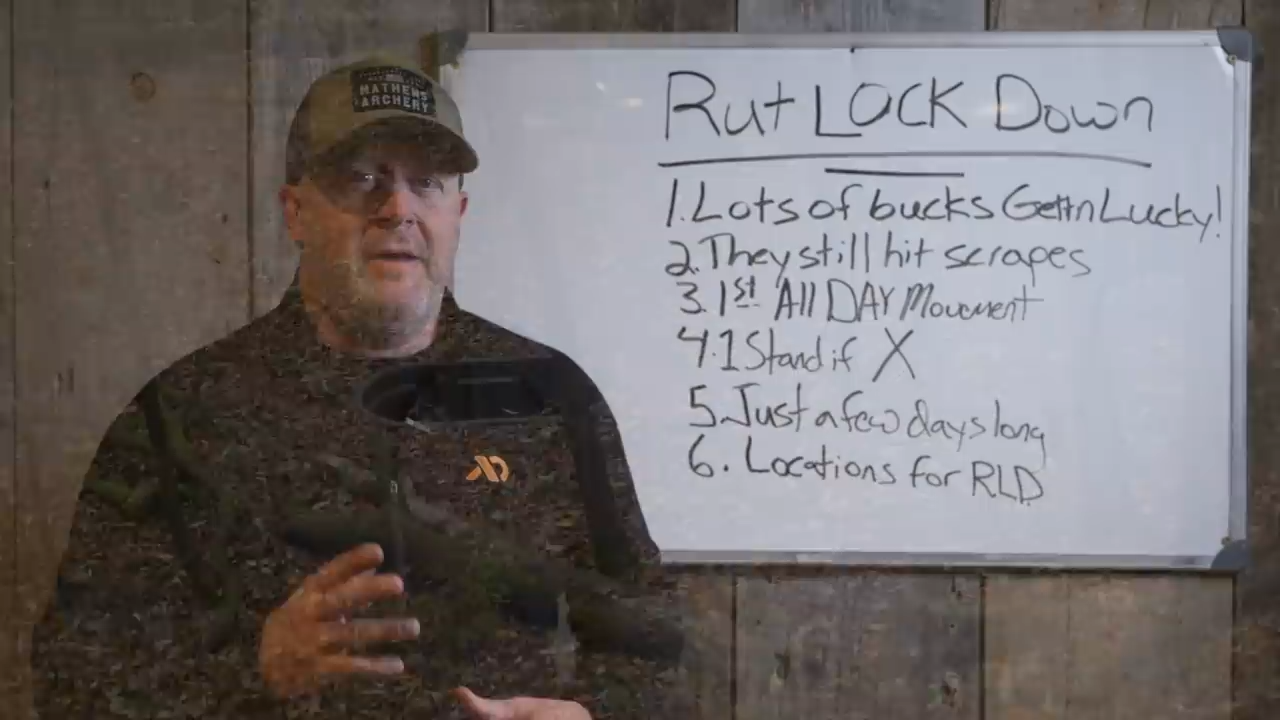 MATHEWS
ARCHERY
Rut LOCK Down
1. Lots of bucks Gettn Lucky!
2. They still hit scrapes
3. 1st All DAY Movement
4. 1 Stand if X
5. Just a few days long
6. Locations for RLD